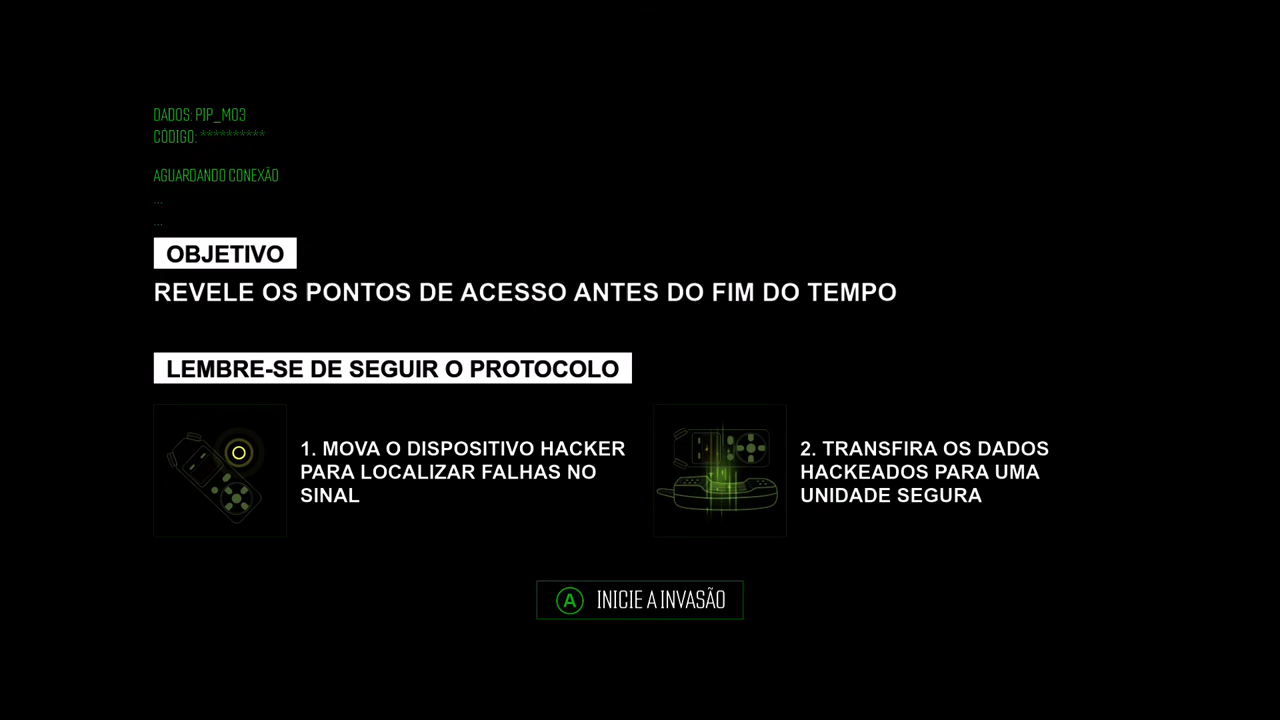 DADOS: PIP_M03
CÓDIGO: **********
AGUARDANDO CONEXÃO
...
...
OBJETIVO
REVELE OS PONTOS DE ACESSO ANTES DO FIM DO TEMPO
LEMBRE-SE DE SEGUIR O PROTOCOLO
1. MOVA O DISPOSITIVO HACKER
PARA LOCALIZAR FALHAS NO
SINAL
2. TRANSFIRA OS DADOS
HACKEADOS PARA UMA
UNIDADE SEGURA
A INICIE A INVASÃO